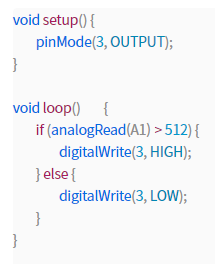 void setup() {
pinMode(3, OUTPUT);
}
void loop() {
if (analogRead(A1) > 512) {
digitalWrite(3, HIGH);
} else {
digitalWrite(3, LOW);
}
}